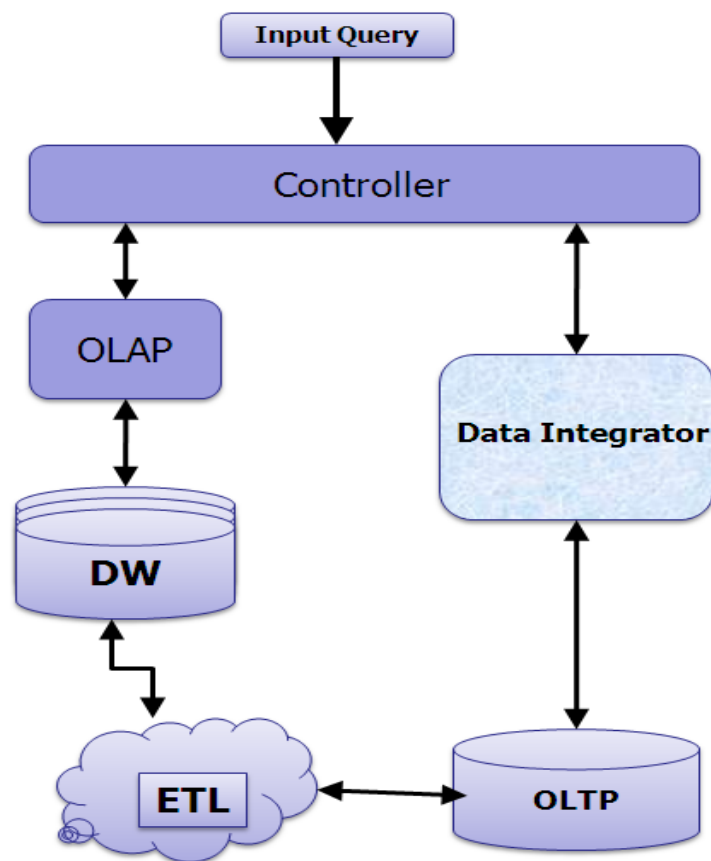 Input Query
Controller
OLAP
Data Integrator
DW
ETL
OLTP